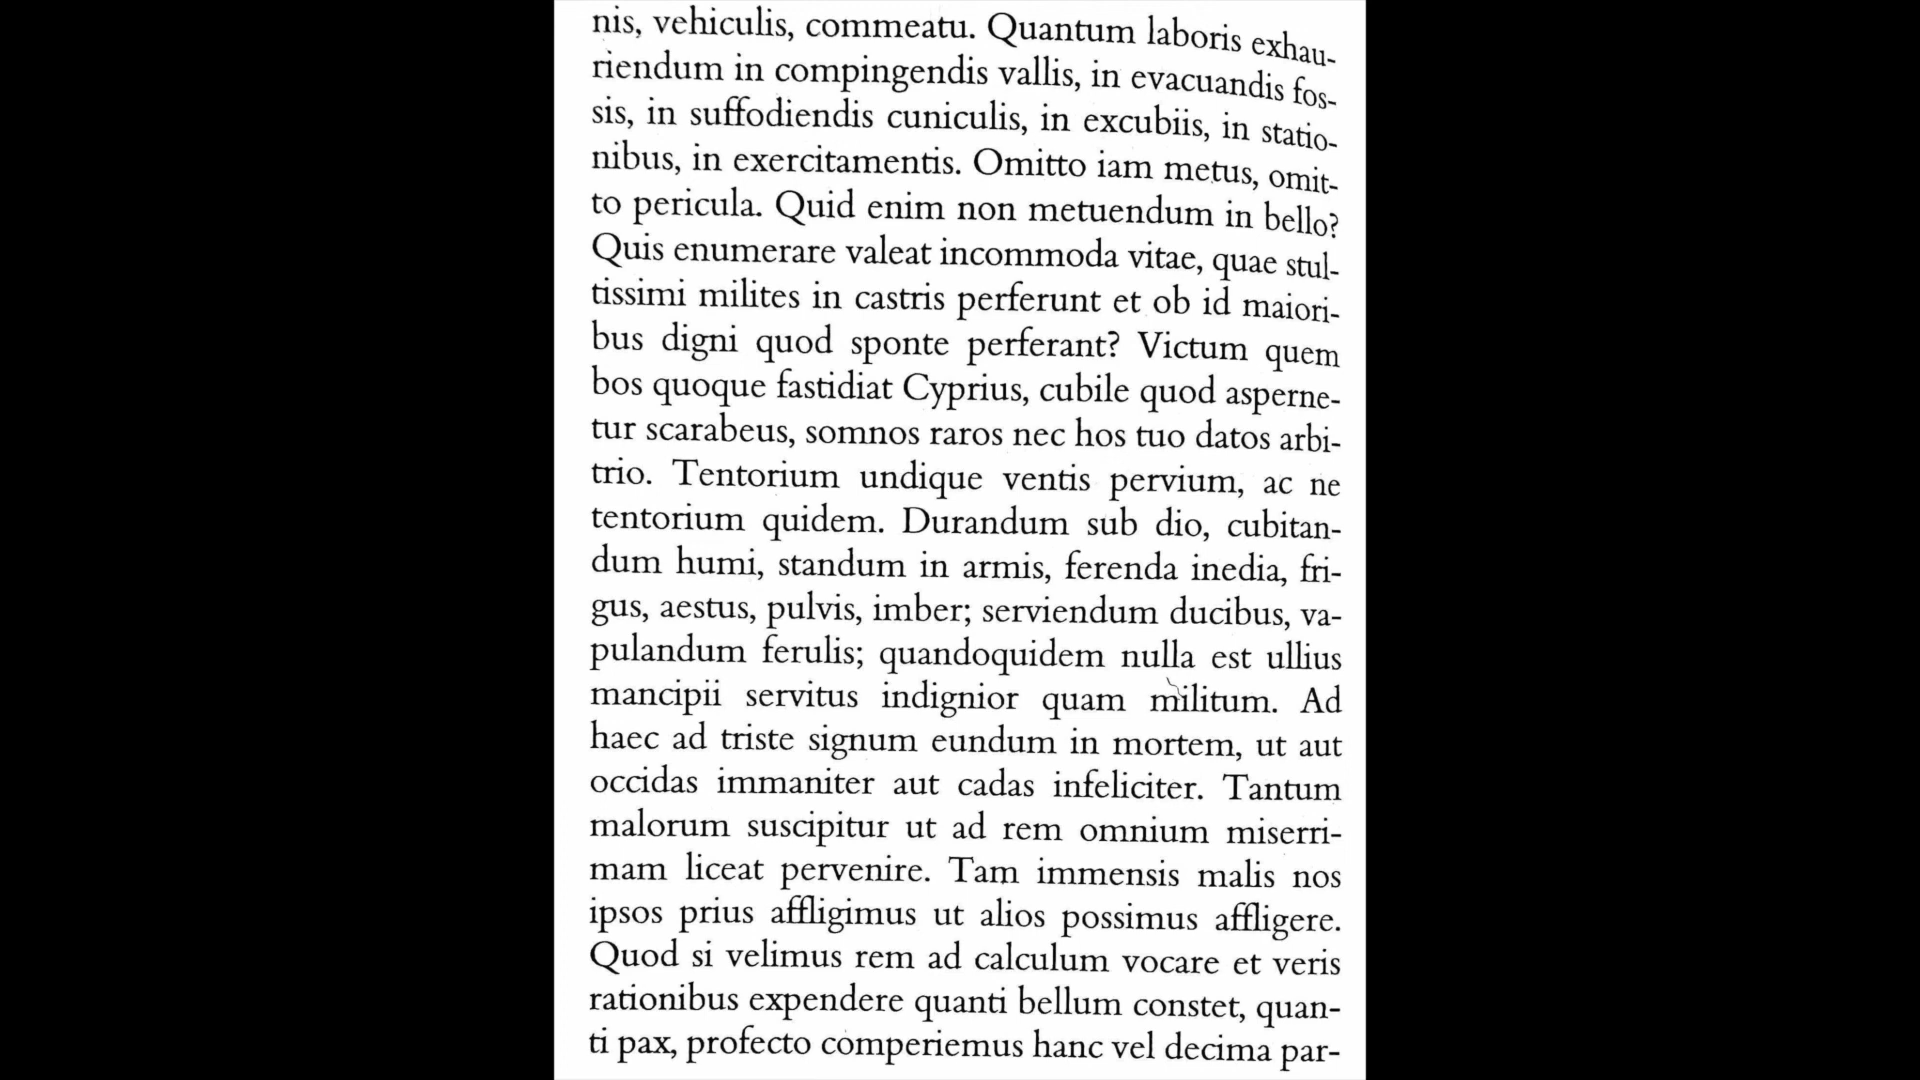 nis, vehiculis, commeatu. Quantum laboris exhau-
riendum in compingendis vallis, in evacuandis fos-
sis, in suffodiendis cuniculis, in excubiis, in statio-
nibus, in exercitamentis. Omitto iam metus, omit-
to pericula. Quid enim non metuendum in bello?
Quis enumerare valeat incommoda vitae, quae stul-
tissimi milites in castris perferunt et ob id maiori-
bus digni quod sponte perferant? Victum quem
bos quoque fastidiat Cyprius, cubile quod asperne-
tur scarabeus, somnos raros nec hos tuo datos arbi-
trio. Tentorium undique ventis pervium, ac ne
tentorium quidem. Durandum sub dio, cubitan-
dum humi, standum in armis, ferenda inedia, fri-
gus, aestus, pulvis, imber; serviendum ducibus, va-
pulandum ferulis; quandoquidem nulla est ullius
mancipii servitus indignior quam militum. Ad
haec ad triste signum eundum in mortem, ut aut
occidas immaniter aut cadas infeliciter. Tantum
malorum suscipitur ut ad rem omnium miserri-
mam liceat pervenire. Tam immensis malis nos
ipsos prius affligimus ut alios possimus affligere.
Quod si velimus rem ad calculum vocare et veris
rationibus expendere quanti bellum constet, quan-
ti pax, profecto comperiemus hanc vel decima par-